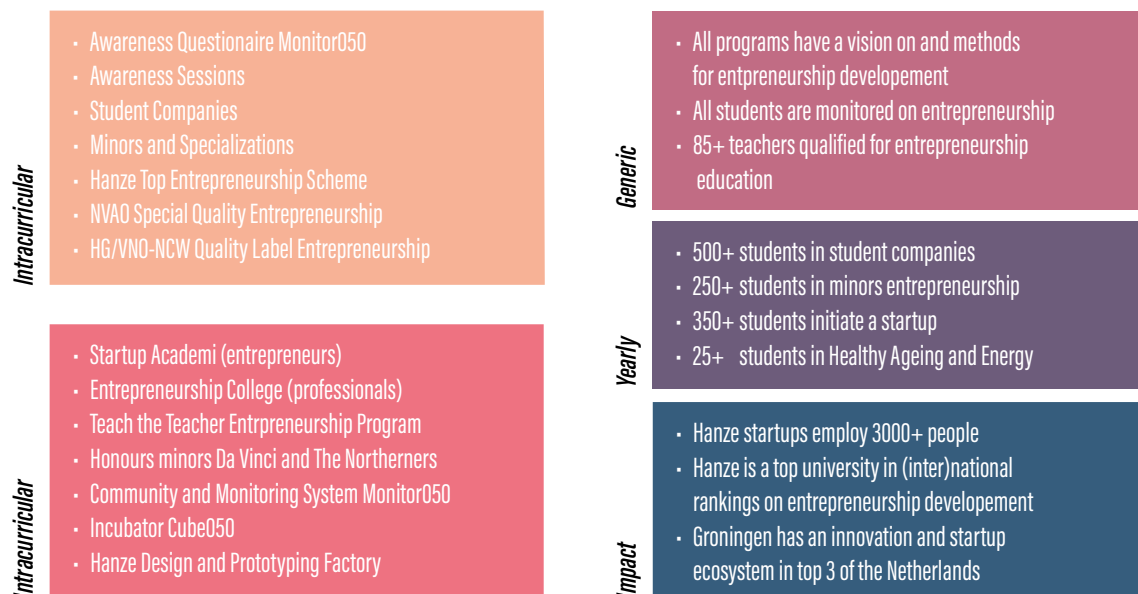 Intracurricular
· Awareness Questionaire Monitor050
· Awareness Sessions
· Student Companies
· Minors and Specializations
· Hanze Top Entrepreneurship Scheme
· NVAO Special Quality Entrepreneurship
· HG/VNO-NCW Quality Label Entrepreneurship
Intracurricular
· Startup Academi (entrepreneurs)
· Entrepreneurship College (professionals)
· Teach the Teacher Entrpreneurship Program
· Honours minors Da Vinci and The Northerners
· Community and Monitoring System Monitor050
· Incubator Cube050
· Hanze Design and Prototyping Factory
Generic
· All programs have a vision on and methods
for entpreneurship developement
· All students are monitored on entrepreneurship
· 85+ teachers qualified for entrepreneurship
education
Yearly
· 500+ students in student companies
· 250+ students in minors entrepreneurship
· 350+ students initiate a startup
· 25+ students in Healthy Ageing and Energy
Impact
· Hanze startups employ 3000+ people
· Hanze is a top university in (inter)national
rankings on entrepreneurship developement
· Groningen has an innovation and startup
ecosystem in top 3 of the Netherlands